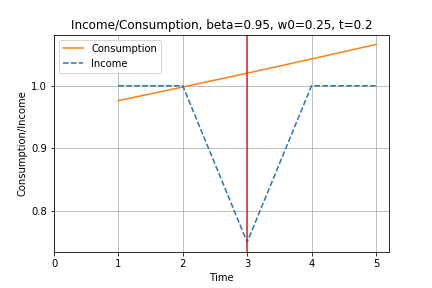 Income/Consumption, beta=0.95, w0=0.25, t=0.2
Consumption
Income
Consumption/Income
1.0
0.9
0.8
0
1
2
3
4
5
Time